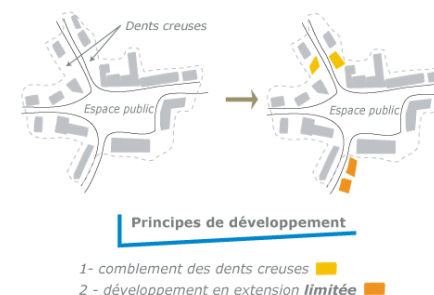 Dents creuses
Espace public
Espace public
Principes de développement
1- comblement des dents creuses
2 - développement en extension limitée